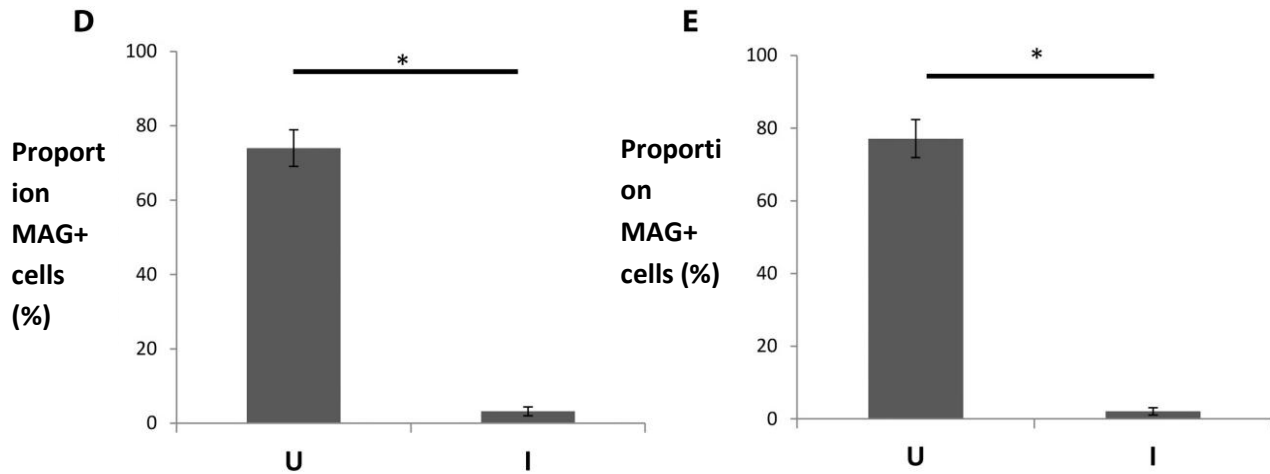 D
100
80
60
40
20
0
Proport
ion
MAG+
cells
(%)
*
U
I
E
100
80
60
40
20
0
Proporti
on
MAG+
cells (%)
*
U
I